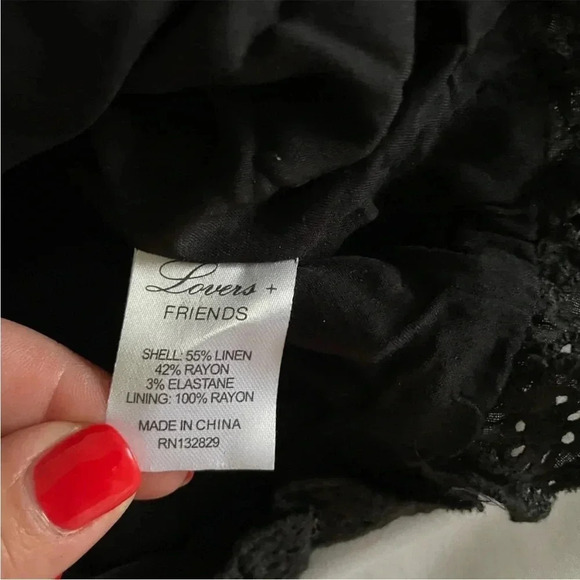 Lovers +
FRIENDS
SHELL: 55% LINEN
42% RAYON
3% ELASTANE
LINING: 100% RAYON
MADE IN CHINA
RN132829